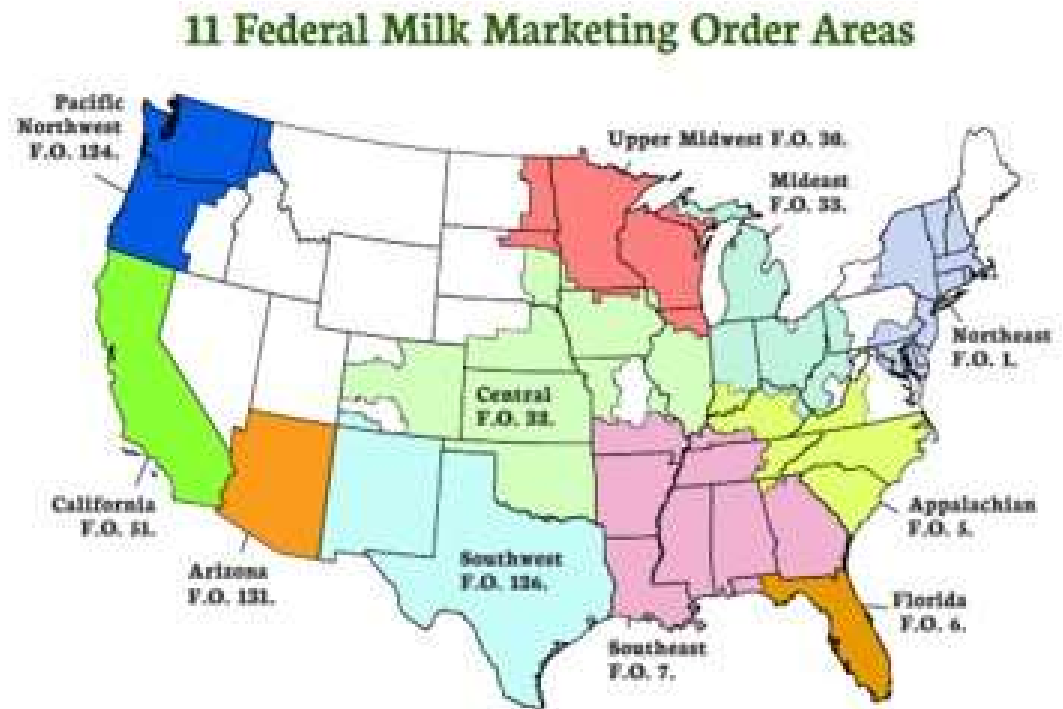 11 Federal Milk Marketing Order Areas
Pacific
Northwest
F.O. 124.
Upper Midwest F.O. 30.
Mideast
F.O. 33.
Northeast
F.O. 1.
Central
F.O. 32.
California
F.O. 51.
Appalachian
F.O. 5.
Arizona
F.O. 131.
Southwest
F.O. 126.
Florida
F.O. 6.
Southeast
F.O. 7.